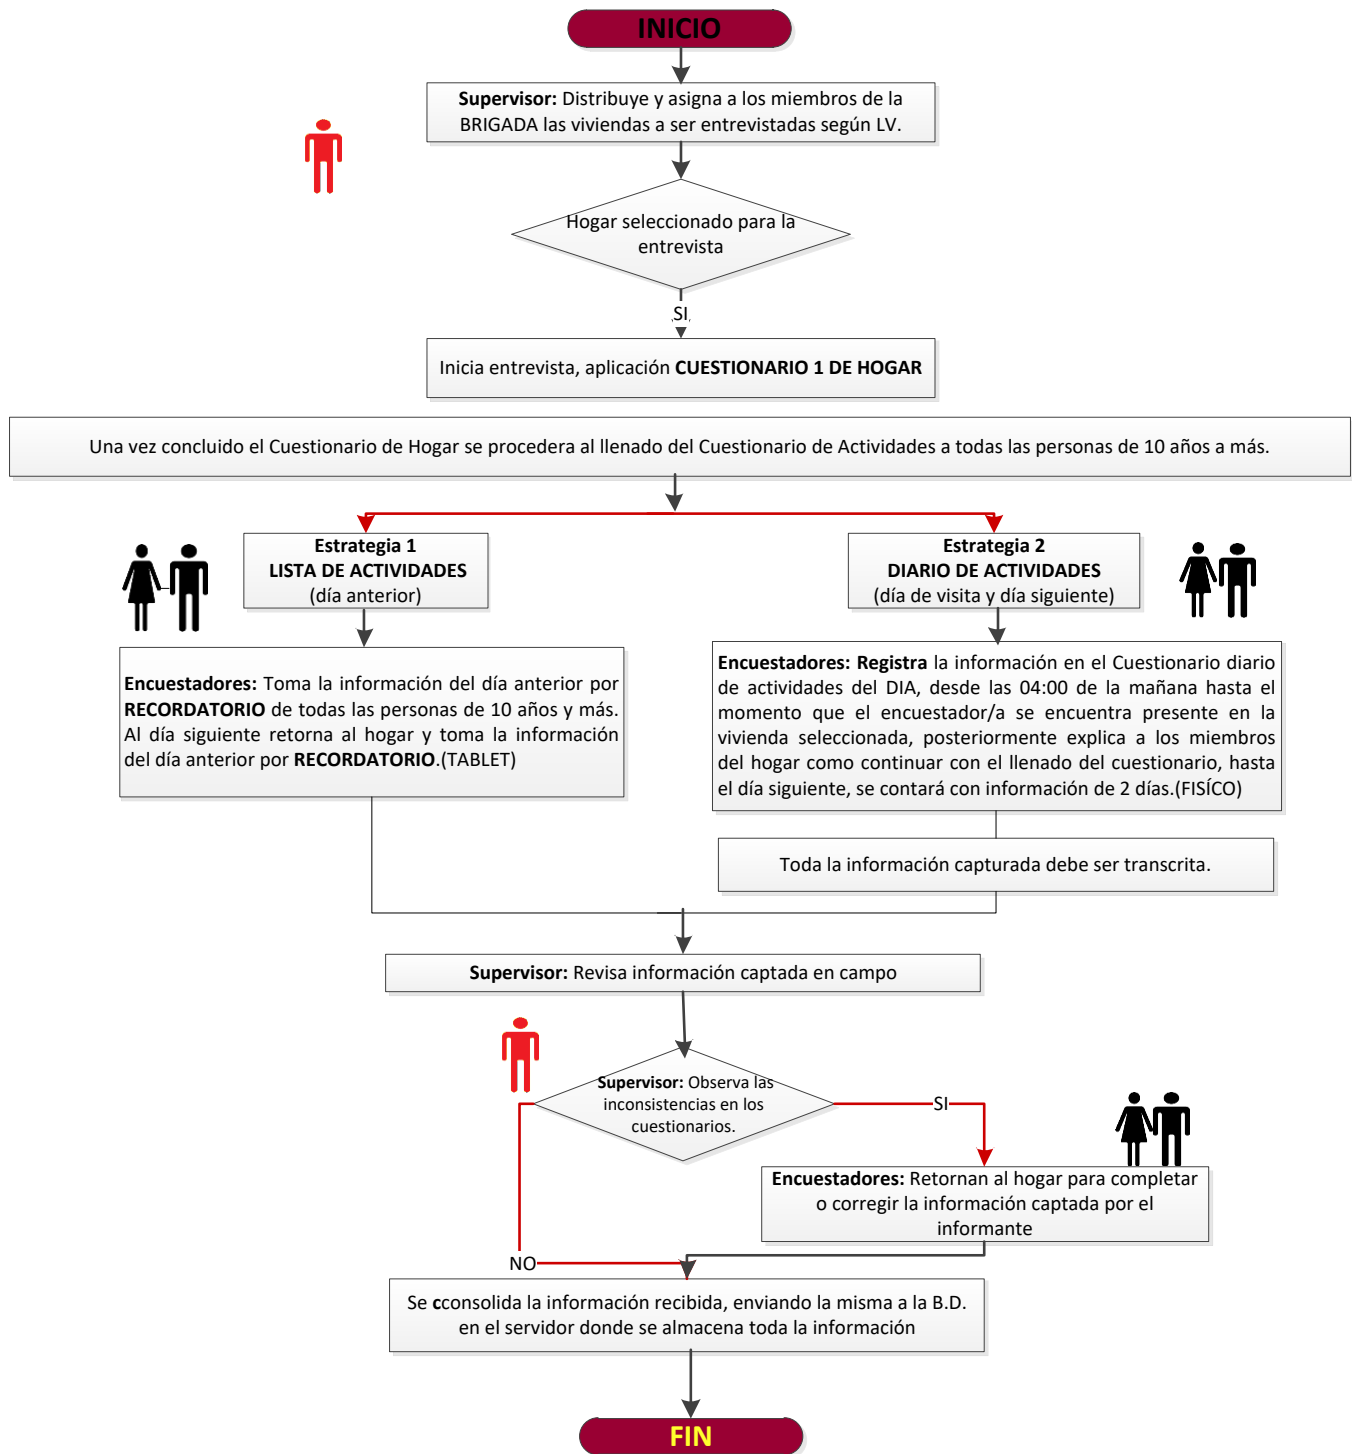 INICIO
Supervisor: Distribuye y asigna a los miembros de la
BRIGADA las viviendas a ser entrevistadas según LV.
Hogar seleccionado para la
entrevista
SI
Inicia entrevista, aplicación CUESTIONARIO 1 DE HOGAR
Una vez concluido el Cuestionario de Hogar se procedera al llenado del Cuestionario de Actividades a todas las personas de 10 años a más.
Estrategia 1
LISTA DE ACTIVIDADES
(día anterior)
Estrategia 2
DIARIO DE ACTIVIDADES
(día de visita y día siguiente)
Encuestadores: Toma la información del día anterior por
RECORDATORIO de todas las personas de 10 años y más.
Al día siguiente retorna al hogar y toma la información
del día anterior por RECORDATORIO.(TABLET)
Encuestadores: Registra la información en el Cuestionario diario
de actividades del DIA, desde las 04:00 de la mañana hasta el
momento que el encuestador/a se encuentra presente en la
vivienda seleccionada, posteriormente explica a los miembros
del hogar como continuar con el llenado del cuestionario, hasta
el día siguiente, se contará con información de 2 días.(FISÍCO)
Toda la información capturada debe ser transcrita.
Supervisor: Revisa información captada en campo
Supervisor: Observa las
inconsistencias en los
cuestionarios.
SI
Encuestadores: Retornan al hogar para completar
o corregir la información captada por el
informante
NO
Se cconsolida la información recibida, enviando la misma a la B.D.
en el servidor donde se almacena toda la información
FIN